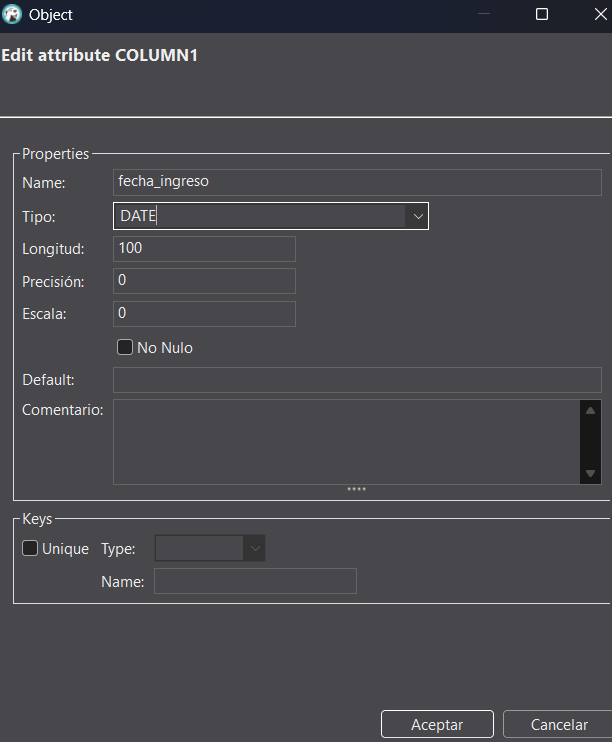 Object
Edit attribute COLUMN1
Properties
Name: fecha_ingreso
Tipo: DATE
Longitud: 100
Precisión: 0
Escala: 0
No Nulo
Default:
Comentario:
Keys
Unique Type:
Name:
Aceptar Cancelar